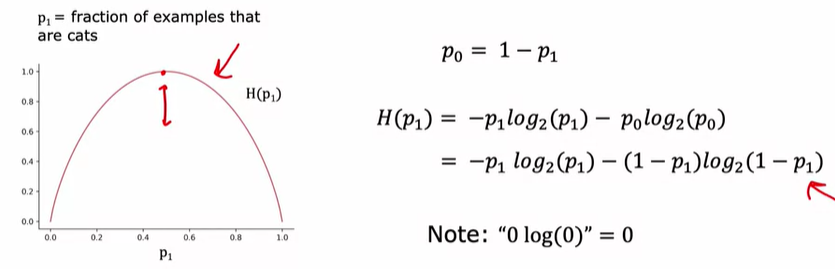 p₁ = fraction of examples that
are cats
1.0
0.8
0.6
0.4
0.2
0.0
0.0 0.2 0.4 0.6 0.8 1.0
p₁
H(p₁)
p₀ = 1 − p₁
H(p₁) = −p₁log₂(p₁) − p₀log₂(p₀)
= −p₁ log₂(p₁) − (1 − p₁)log₂(1 − p₁)
Note: “0 log(0)” = 0